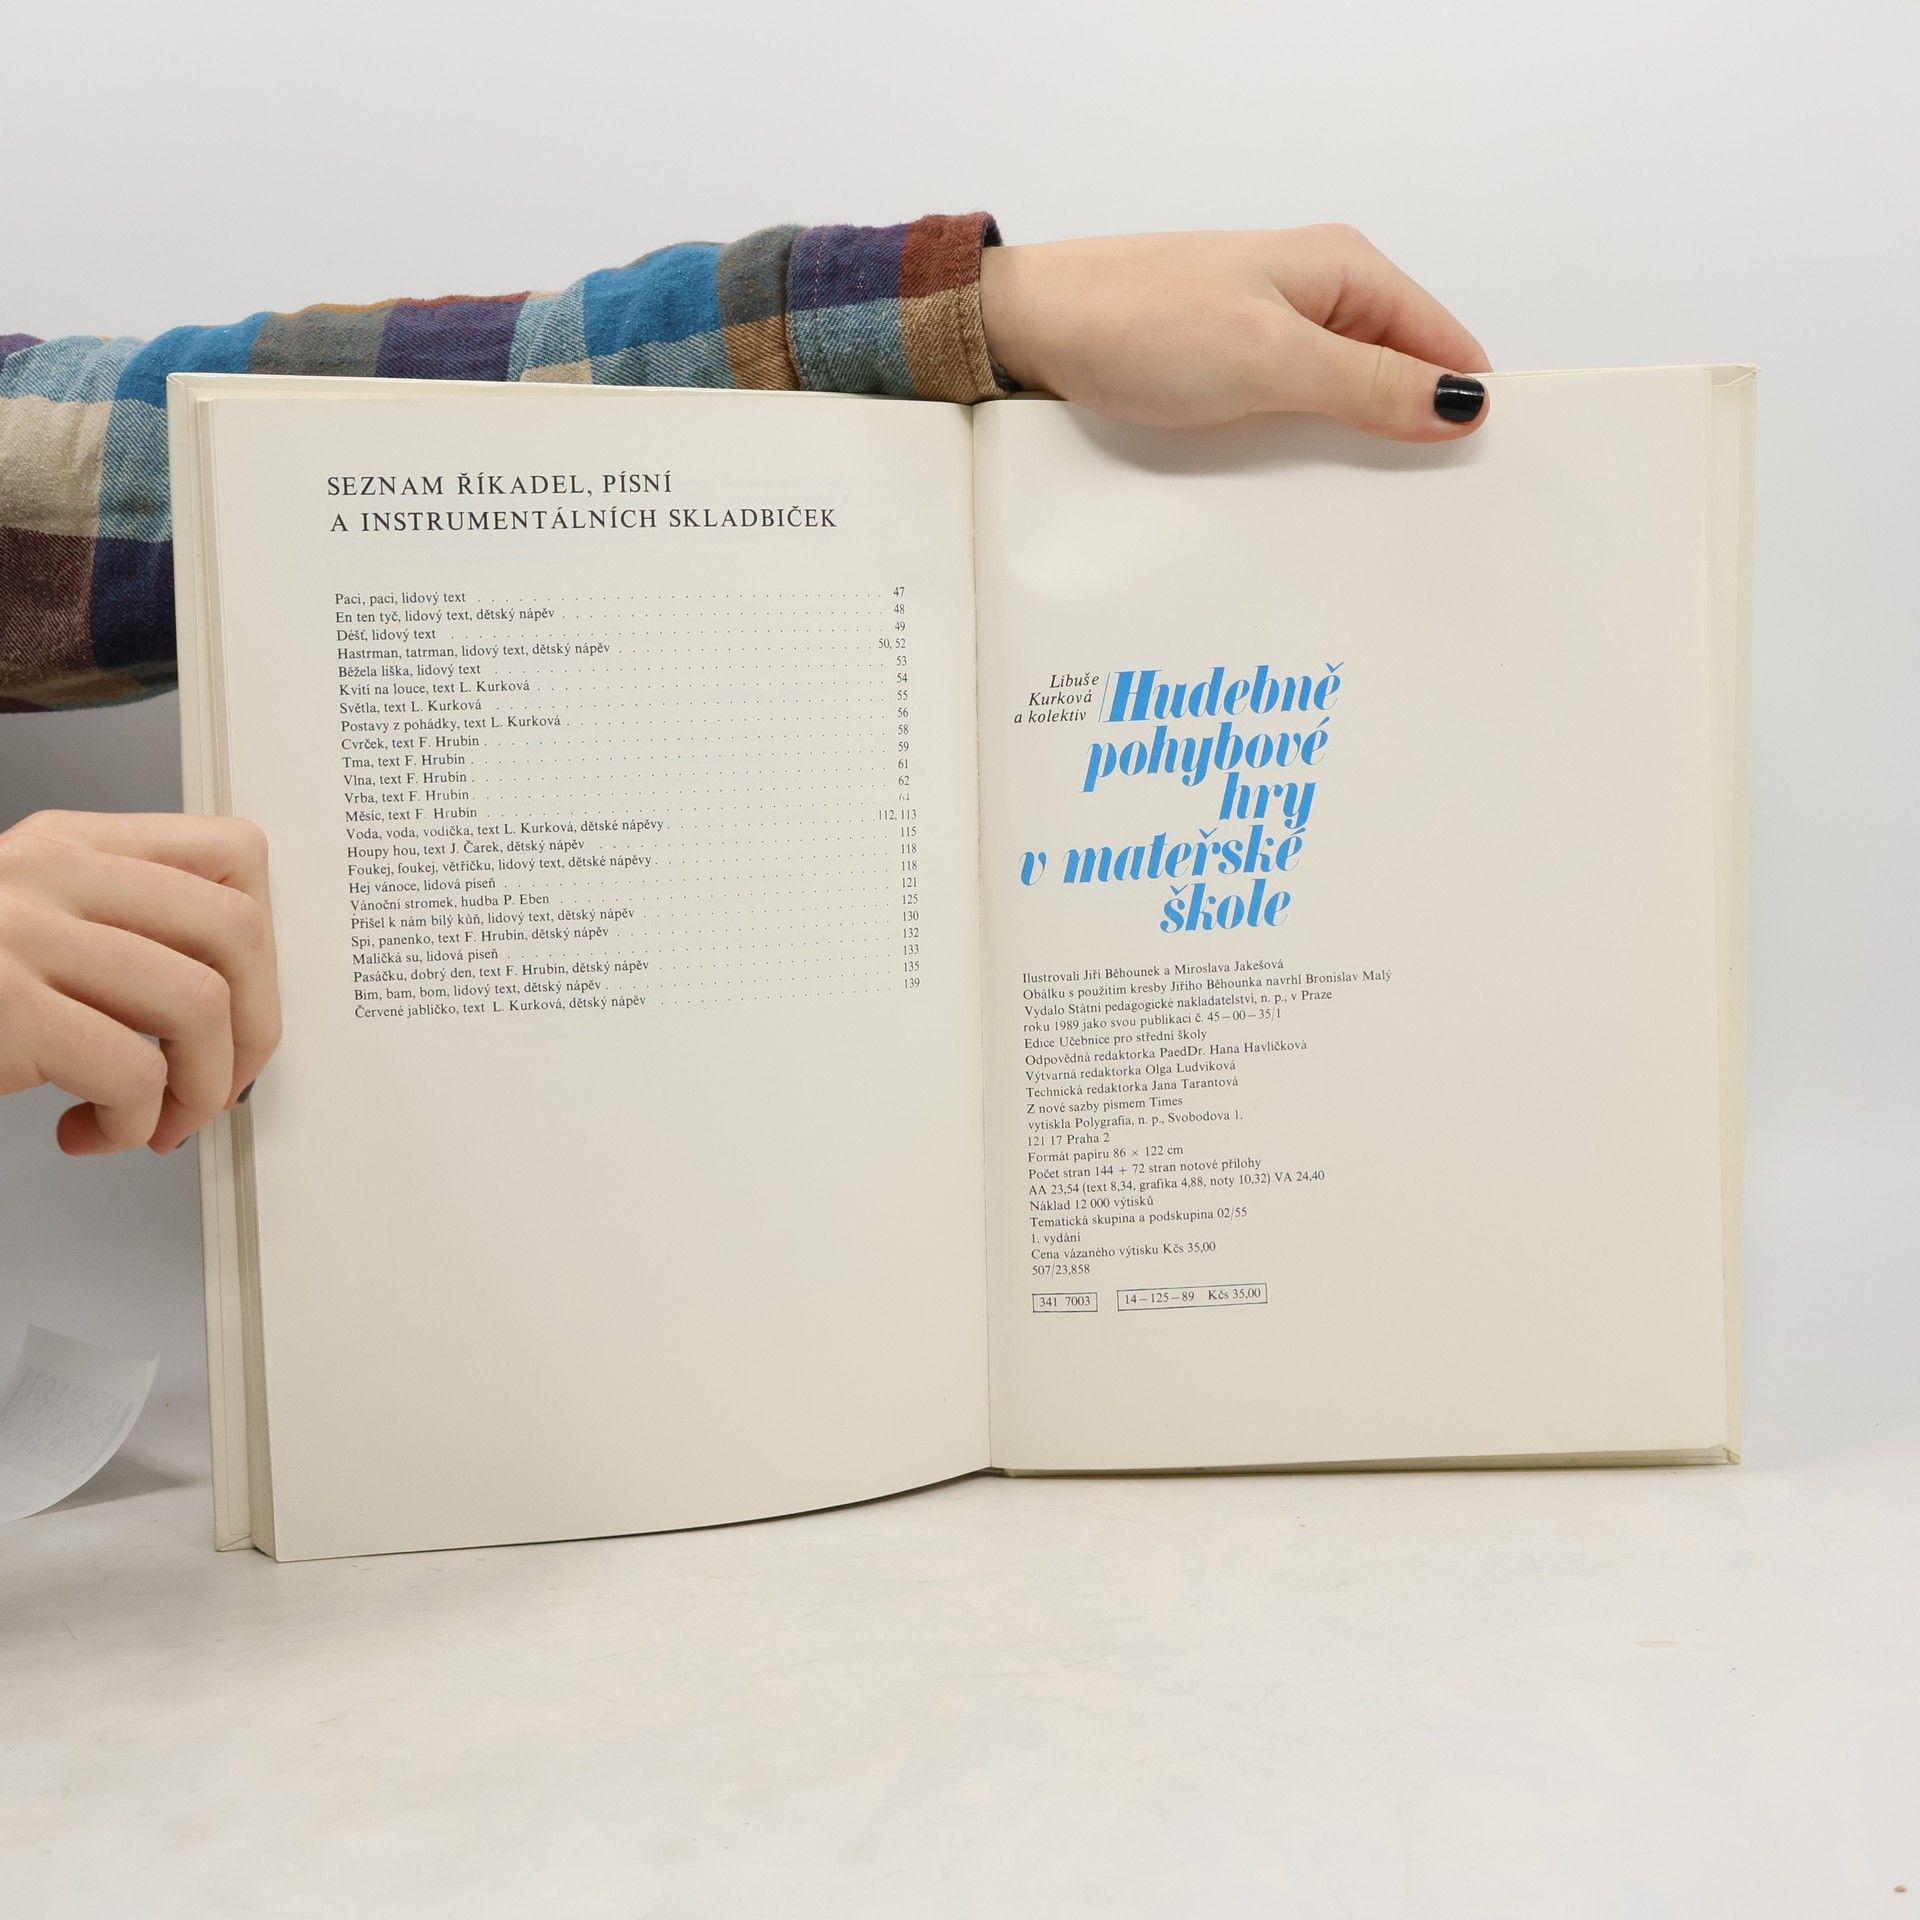 SEZNAM ŘÍKADEL, PÍSNÍ
A INSTRUMENTÁLNÍCH SKLADBIČEK
Paci, paci, lidový text 47
En ten tyč, lidový text, dětský nápěv 48
Déšť, lidový text 49
Hastrman, tatrman, lidový text, dětský nápěv 50, 52
Běžela liška, lidový text 53
Kvítí na louce, text L. Kurková 54
Světla, text L. Kurková 55
Postavy z pohádky, text L. Kurková 56
Cvrček, text F. Hrubín 58
Tma, text F. Hrubín 59
Vlna, text F. Hrubín 61
Vrba, text F. Hrubín 62
Měsíc, text F. Hrubín 64
Voda, voda, vodička, text L. Kurková, dětské nápěvy 112, 113
Houpy hou, text J. Čarek, dětský nápěv 115
Foukej, foukej, větříčku, lidový text, dětské nápěvy 118
Hej vánoce, lidová píseň 118
Vánoční stromek, hudba P. Eben 121
Přišel k nám bílý kůň, lidový text, dětský nápěv 125
Spi, panenko, text F. Hrubín, dětský nápěv 130
Maličká su, lidová píseň 132
Pasáčku, dobrý den, text F. Hrubín, dětský nápěv 133
Bim, bam, bom, lidový text, dětský nápěv 135
Červené jablíčko, text L. Kurková, dětský nápěv 139
Libuše
Kurková
a kolektiv
Hudebně
pohybové
hry
v mateřské
škole
Ilustrovali Jiří Běhounek a Miroslava Jakešová
Obálku s použitím kresby Jiřího Běhounka navrhl Bronislav Malý
Vydalo Státní pedagogické nakladatelství, n. p., v Praze
roku 1989 jako svou publikaci č. 45–00–35/1
Edice Učebnice pro střední školy
Odpovědná redaktorka PaedDr. Hana Havlíčková
Výtvarná redaktorka Olga Ludvíková
Technická redaktorka Jana Tarantová
Z nové sazby písmem Times
vytiskla Polygrafia, n. p., Svobodova 1,
121 17 Praha 2
Formát papíru 86 × 122 cm
Počet stran 144 + 72 stran notové přílohy
AA 23,54 (text 8,34, grafika 4,88, noty 10,32) VA 24,40
Náklad 12 000 výtisků
Tematická skupina a podskupina 02/55
1. vydání
Cena vázaného výtisku Kčs 35,00
507/23,858
341 7003 14–125–89 Kčs 35,00